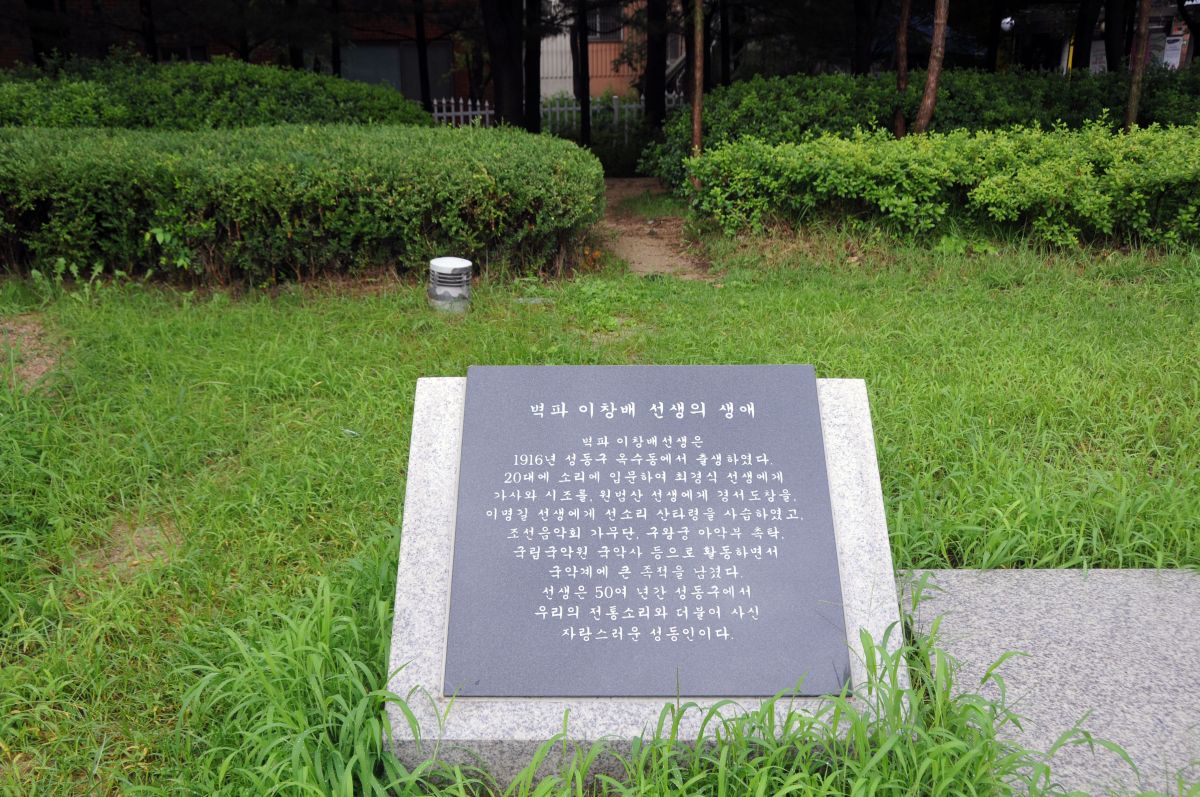 벽파 이창배 선생의 생애
벽파 이창배선생은
1916년 성동구 옥수동에서 출생하였다.
20대에 소리에 입문하여 최경식 선생에게
가사와 시조를, 원범산 선생에게 경서도창을,
이명길 선생에게 선소리 산타령을 사습하였고,
조선음악회 가무단, 구왕궁 아악부 촉탁,
국립국악원 국악사 등으로 활동하면서
국악계에 큰 족적을 남겼다.
선생은 50여 년간 성동구에서
우리의 전통소리와 더불어 사신
자랑스러운 성동인이다.